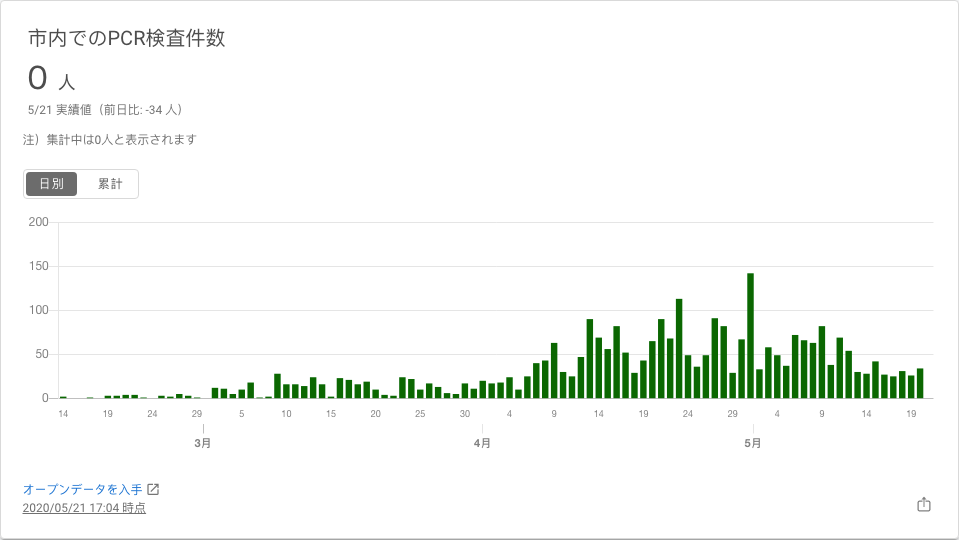 市内でのPCR検査件数
0 人
5/21 実績値（前日比: -34 人）
注）集計中は0人と表示されます
日別 累計
200
150
100
50
0
14 19 24 29 5 10 15 20 25 30 4 9 14 19 24 29 4 9 14 19
3月 4月 5月
オープンデータを入手
2020/05/21 17:04 時点